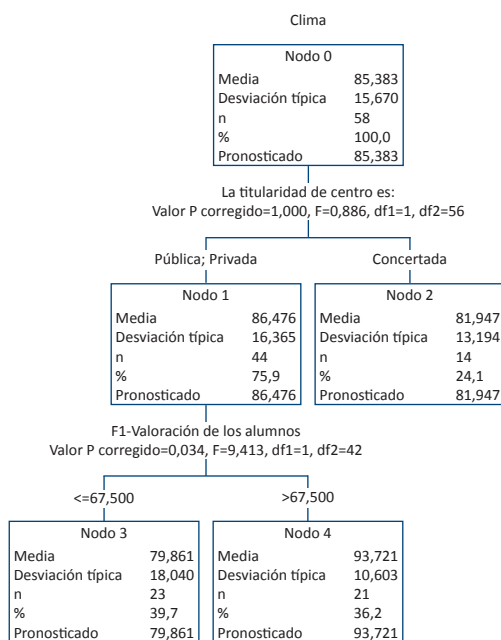 Clima
Nodo 0
Media 85,383
Desviación típica 15,670
n 58
% 100,0
Pronosticado 85,383
La titularidad de centro es:
Valor P corregido=1,000, F=0,886, df1=1, df2=56
Pública; Privada
Concertada
Nodo 1
Media 86,476
Desviación típica 16,365
n 44
% 75,9
Pronosticado 86,476
Nodo 2
Media 81,947
Desviación típica 13,194
n 14
% 24,1
Pronosticado 81,947
F1-Valoración de los alumnos
Valor P corregido=0,034, F=9,413, df1=1, df2=42
<=67,500
>67,500
Nodo 3
Media 79,861
Desviación típica 18,040
n 23
% 39,7
Pronosticado 79,861
Nodo 4
Media 93,721
Desviación típica 10,603
n 21
% 36,2
Pronosticado 93,721